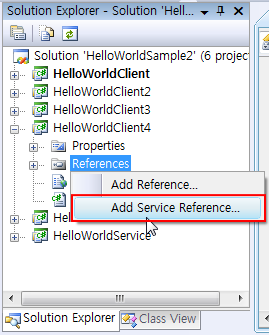 Solution Explorer - Solution 'Hell...
Solution 'HelloWorldSample2' (6 project
HelloWorldClient
HelloWorldClient2
HelloWorldClient3
HelloWorldClient4
Properties
References
Add Reference...
Add Service Reference...
HelloWorldService
Solution Explorer
Class View